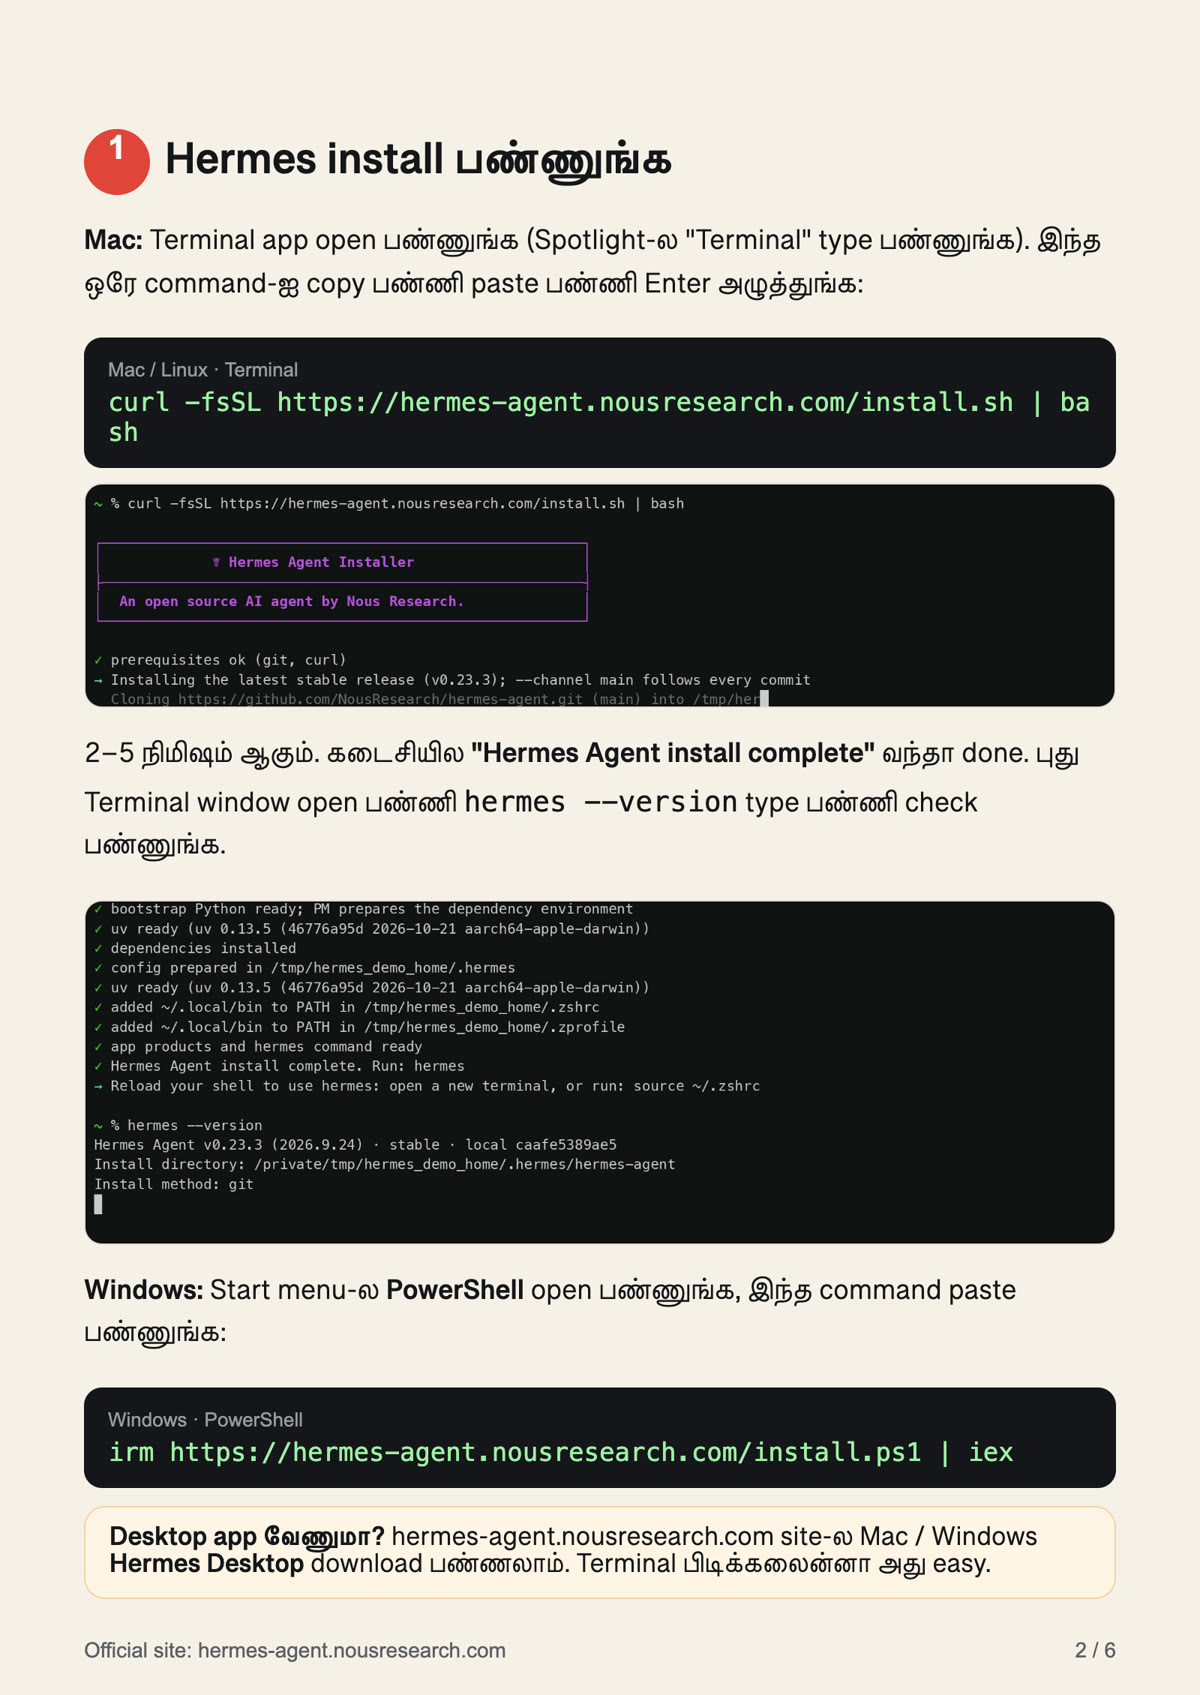 1
Hermes install பண்ணுங்க
Mac: Terminal app open பண்ணுங்க (Spotlight-ல "Terminal" type பண்ணுங்க). இந்த
ஒரே command-ஐ copy பண்ணி paste பண்ணி Enter அழுத்துங்க:
Mac / Linux · Terminal
curl -fsSL https://hermes-agent.nousresearch.com/install.sh | ba
sh
~ % curl -fsSL https://hermes-agent.nousresearch.com/install.sh | bash
☤ Hermes Agent Installer
An open source AI agent by Nous Research.
✓ prerequisites ok (git, curl)
→ Installing the latest stable release (v0.23.3); --channel main follows every commit
Cloning https://github.com/NousResearch/hermes-agent.git (main) into /tmp/her
2–5 நிமிஷம் ஆகும். கடைசியில "Hermes Agent install complete" வந்தா done. புது
Terminal window open பண்ணி hermes --version type பண்ணி check
பண்ணுங்க.
✓ bootstrap Python ready; PM prepares the dependency environment
✓ uv ready (uv 0.13.5 (46776a95d 2026-10-21 aarch64-apple-darwin))
✓ dependencies installed
✓ config prepared in /tmp/hermes_demo_home/.hermes
✓ uv ready (uv 0.13.5 (46776a95d 2026-10-21 aarch64-apple-darwin))
✓ added ~/.local/bin to PATH in /tmp/hermes_demo_home/.zshrc
✓ added ~/.local/bin to PATH in /tmp/hermes_demo_home/.zprofile
✓ app products and hermes command ready
✓ Hermes Agent install complete. Run: hermes
→ Reload your shell to use hermes: open a new terminal, or run: source ~/.zshrc
~ % hermes --version
Hermes Agent v0.23.3 (2026.9.24) · stable · local caafe5389ae5
Install directory: /private/tmp/hermes_demo_home/.hermes/hermes-agent
Install method: git
Windows: Start menu-ல PowerShell open பண்ணுங்க, இந்த command paste
பண்ணுங்க:
Windows · PowerShell
irm https://hermes-agent.nousresearch.com/install.ps1 | iex
Desktop app வேணுமா? hermes-agent.nousresearch.com site-ல Mac / Windows
Hermes Desktop download பண்ணலாம். Terminal பிடிக்கலைன்னா அது easy.
Official site: hermes-agent.nousresearch.com
2 / 6